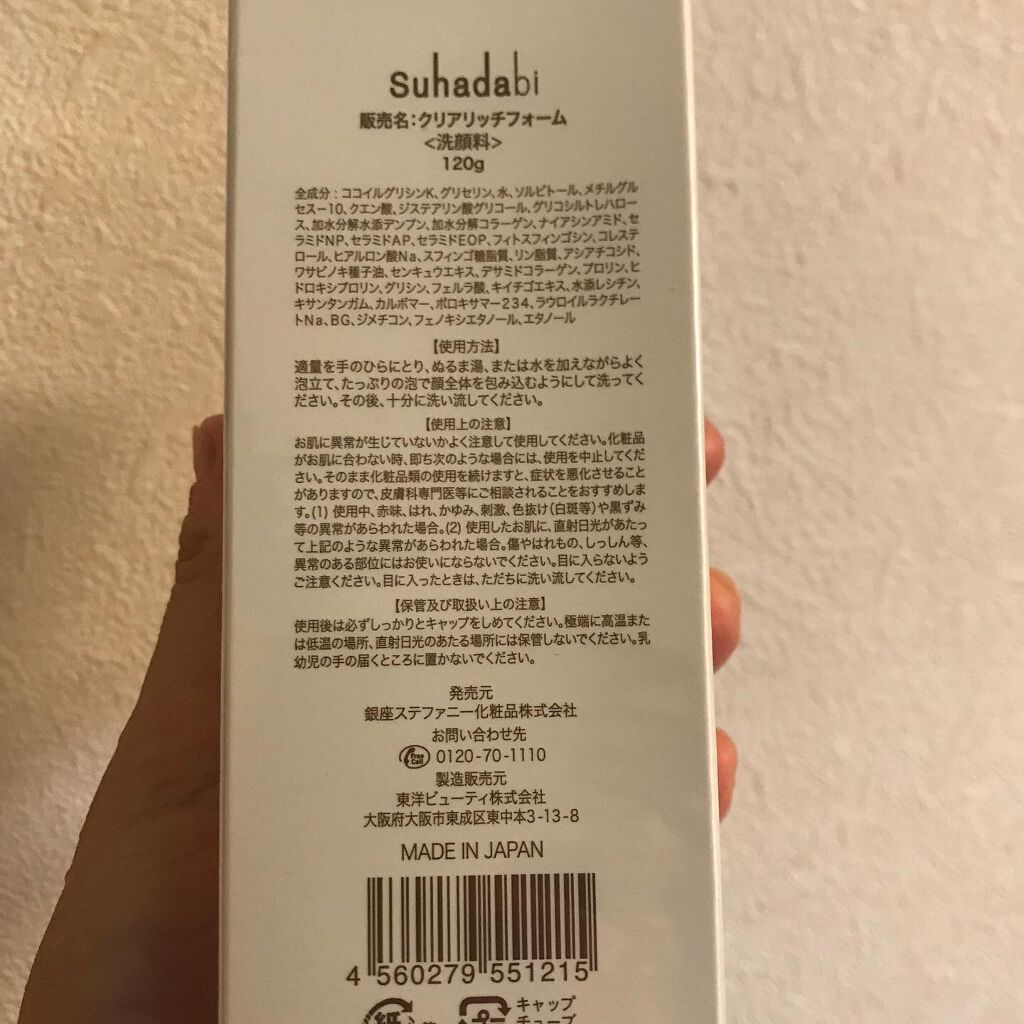 suhadabi
販売名:クリアリッチフォーム
<洗顔料>
120g
全成分：ココイルグリシンK、グリセリン、水、ソルビトール、メチルグル
セス－10、クエン酸、ジステアリン酸グリコール、グリコシルトレハロー
ス、加水分解水添デンプン、加水分解コラーゲン、ナイアシンアミド、セ
ラミドNP、セラミドAP、セラミドEOP、フィトスフィンゴシン、コレステ
ロール、ヒアルロン酸Na、スフィンゴ糖脂質、リン脂質、アシアチコシド、
ワサビノキ種子油、センキュウエキス、デサミドコラーゲン、プロリン、ヒ
ドロキシプロリン、グリシン、フェルラ酸、キイチゴエキス、水添レシチン、
キサンタンガム、カルボマー、ポロキサマー234、ラウロイルラクチレー
トNa、BG、ジメチコン、フェノキシエタノール、エタノール
【使用方法】
適量を手のひらにとり、ぬるま湯、または水を加えながらよく
泡立て、たっぷりの泡で顔全体を包み込むようにして洗ってく
ださい。その後、十分に洗い流してください。
【使用上の注意】
お肌に異常が生じていないかよく注意して使用してください。化粧品
がお肌に合わない時、即ち次のような場合には、使用を中止してくだ
さい。そのまま化粧品類の使用を続けますと、症状を悪化させること
がありますので、皮膚科専門医等にご相談されることをおすすめしま
す。(1) 使用中、赤味、はれ、かゆみ、刺激、色抜け(白斑等)や黒ずみ
等の異常があらわれた場合。(2) 使用したお肌に、直射日光があたっ
て上記のような異常があらわれた場合。傷やはれもの、しっしん等、
異常のある部位にはお使いにならないでください。目に入らないよう
ご注意ください。目に入ったときは、ただちに洗い流してください。
【保管及び取扱い上の注意】
使用後は必ずしっかりとキャップをしめてください。極端に高温また
は低温の場所、直射日光のあたる場所には保管しないでください。乳
幼児の手の届くところに置かないでください。
発売元
銀座ステファニー化粧品株式会社
お問い合わせ先
Free Call 0120-70-1110
製造販売元
東洋ビューティ株式会社
大阪府大阪市東成区東中本3-13-8
MADE IN JAPAN
4 560279 551215
紙 プ キャップ
チューブ